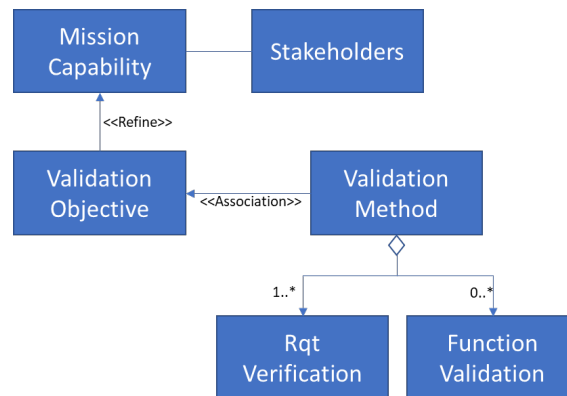 Mission
Capability
Stakeholders
<<Refine>>
Validation
Objective
<<Association>>
Validation
Method
1..*
0..*
Rqt
Verification
Function
Validation